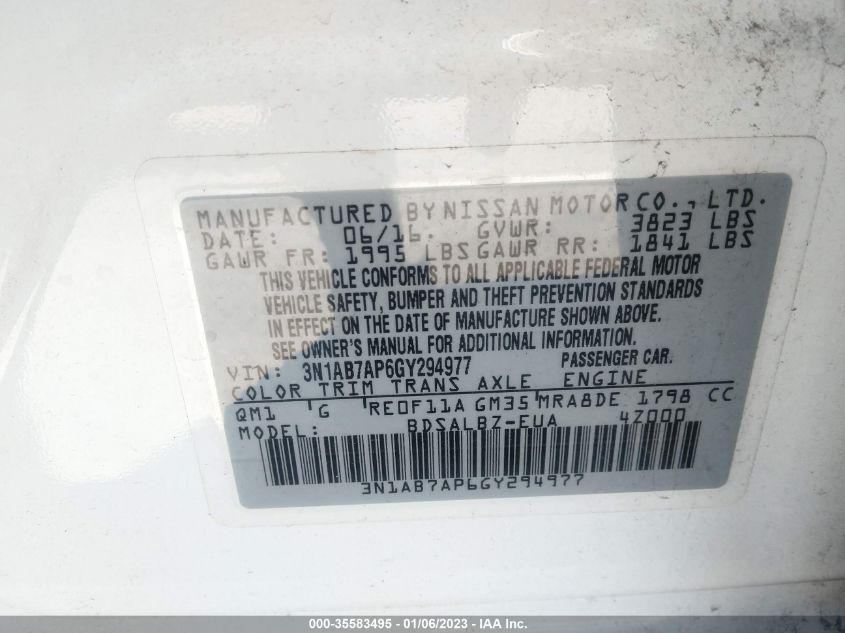 MANUFACTURED BY NISSAN MOTOR CO., LTD.
DATE: 06/16. GVWR: 3823 LBS
GAWR FR: 1995 LBS GAWR RR: 1841 LBS
THIS VEHICLE CONFORMS TO ALL APPLICABLE FEDERAL MOTOR
VEHICLE SAFETY, BUMPER AND THEFT PREVENTION STANDARDS
IN EFFECT ON THE DATE OF MANUFACTURE SHOWN ABOVE.
SEE OWNER'S MANUAL FOR ADDITIONAL INFORMATION.
VIN: 3N1AB7AP6GY294977 PASSENGER CAR.
COLOR TRIM TRANS AXLE ENGINE
QM1 G RE0F11A GM35 MRA8DE 1798 CC
MODEL: BDSALBZ-EUA 4Z000
3N1AB7AP6GY294977
000-35583495 - 01/06/2023 - IAA Inc.